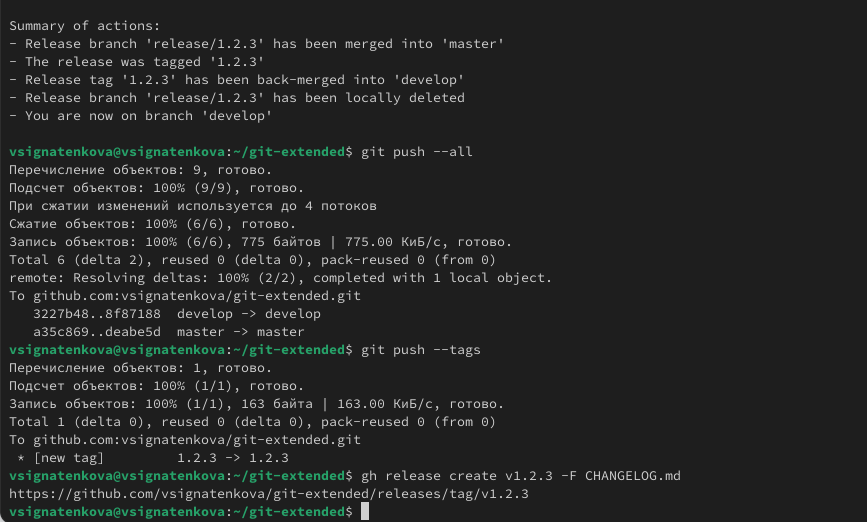 Summary of actions:
- Release branch 'release/1.2.3' has been merged into 'master'
- The release was tagged '1.2.3'
- Release tag '1.2.3' has been back-merged into 'develop'
- Release branch 'release/1.2.3' has been locally deleted
- You are now on branch 'develop'

vsignatenkova@vsignatenkova:~/git-extended$ git push --all
Перечисление объектов: 9, готово.
Подсчет объектов: 100% (9/9), готово.
При сжатии изменений используется до 4 потоков
Сжатие объектов: 100% (6/6), готово.
Запись объектов: 100% (6/6), 775 байтов | 775.00 КиБ/с, готово.
Total 6 (delta 2), reused 0 (delta 0), pack-reused 0 (from 0)
remote: Resolving deltas: 100% (2/2), completed with 1 local object.
To github.com:vsignatenkova/git-extended.git
   3227b48..8f87188  develop -> develop
   a35c869..deabe5d  master -> master
vsignatenkova@vsignatenkova:~/git-extended$ git push --tags
Перечисление объектов: 1, готово.
Подсчет объектов: 100% (1/1), готово.
Запись объектов: 100% (1/1), 163 байта | 163.00 КиБ/с, готово.
Total 1 (delta 0), reused 0 (delta 0), pack-reused 0 (from 0)
To github.com:vsignatenkova/git-extended.git
 * [new tag]         1.2.3 -> 1.2.3
vsignatenkova@vsignatenkova:~/git-extended$ gh release create v1.2.3 -F CHANGELOG.md
https://github.com/vsignatenkova/git-extended/releases/tag/v1.2.3
vsignatenkova@vsignatenkova:~/git-extended$